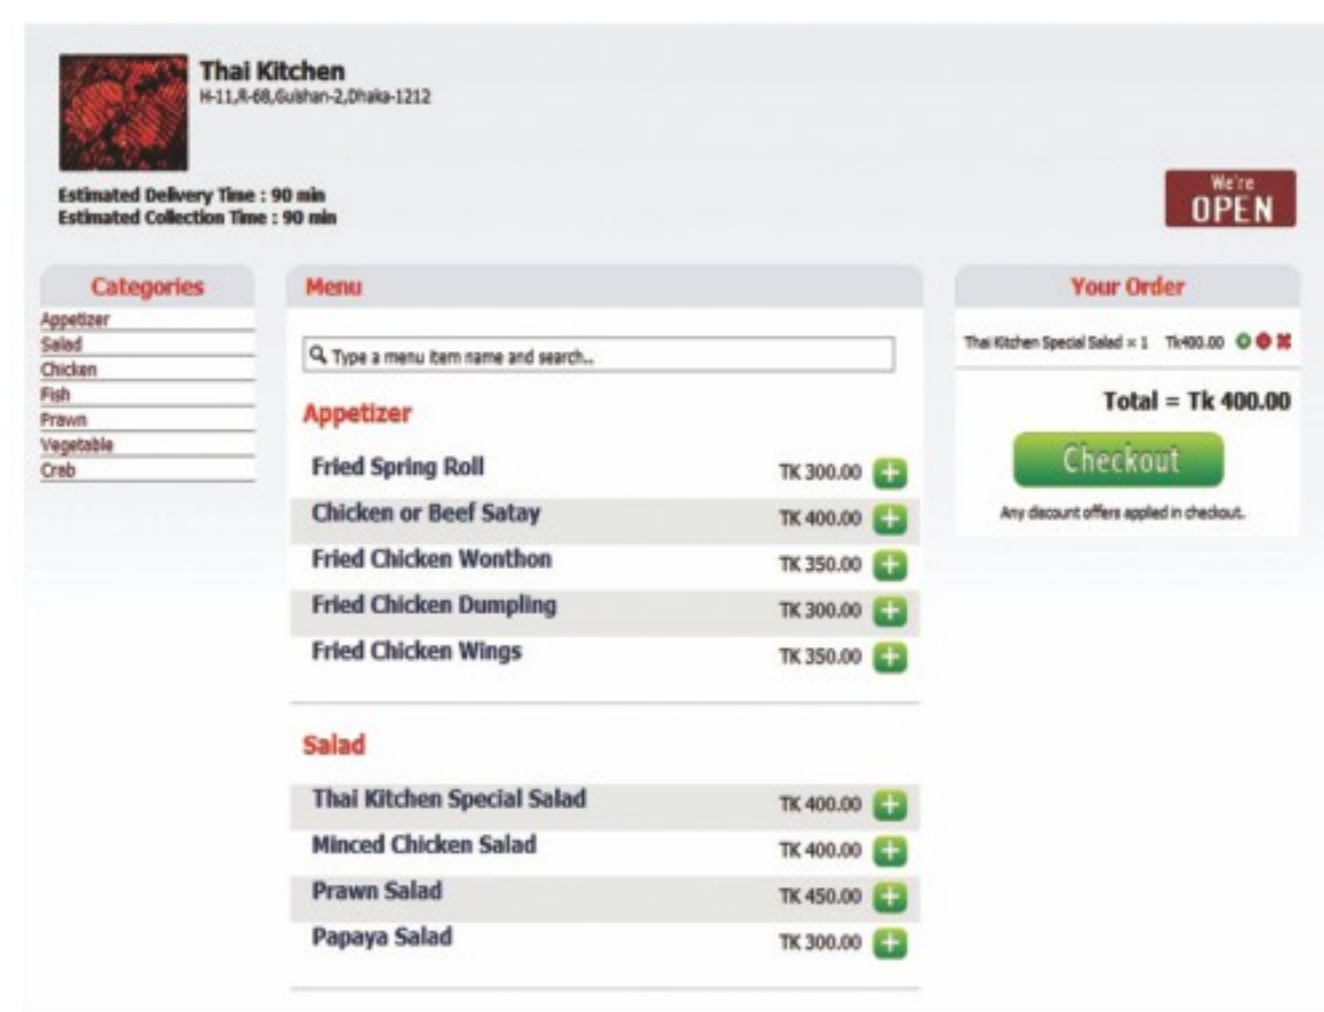 Thai Kitchen
H-11,R-68,Gulshan-2,Dhaka-1212
Estimated Delivery Time : 90 min
Estimated Collection Time : 90 min
We're
OPEN
Categories
Appetizer
Salad
Chicken
Fish
Prawn
Vegetable
Crab
Menu
Type a menu item name and search..
Appetizer
Fried Spring Roll TK 300.00
Chicken or Beef Satay TK 400.00
Fried Chicken Wonthon TK 350.00
Fried Chicken Dumpling TK 300.00
Fried Chicken Wings TK 350.00
Salad
Thai Kitchen Special Salad TK 400.00
Minced Chicken Salad TK 400.00
Prawn Salad TK 450.00
Papaya Salad TK 300.00
Your Order
Thai Kitchen Special Salad × 1 Tk400.00
Total = Tk 400.00
Checkout
Any discount offers applied in checkout.